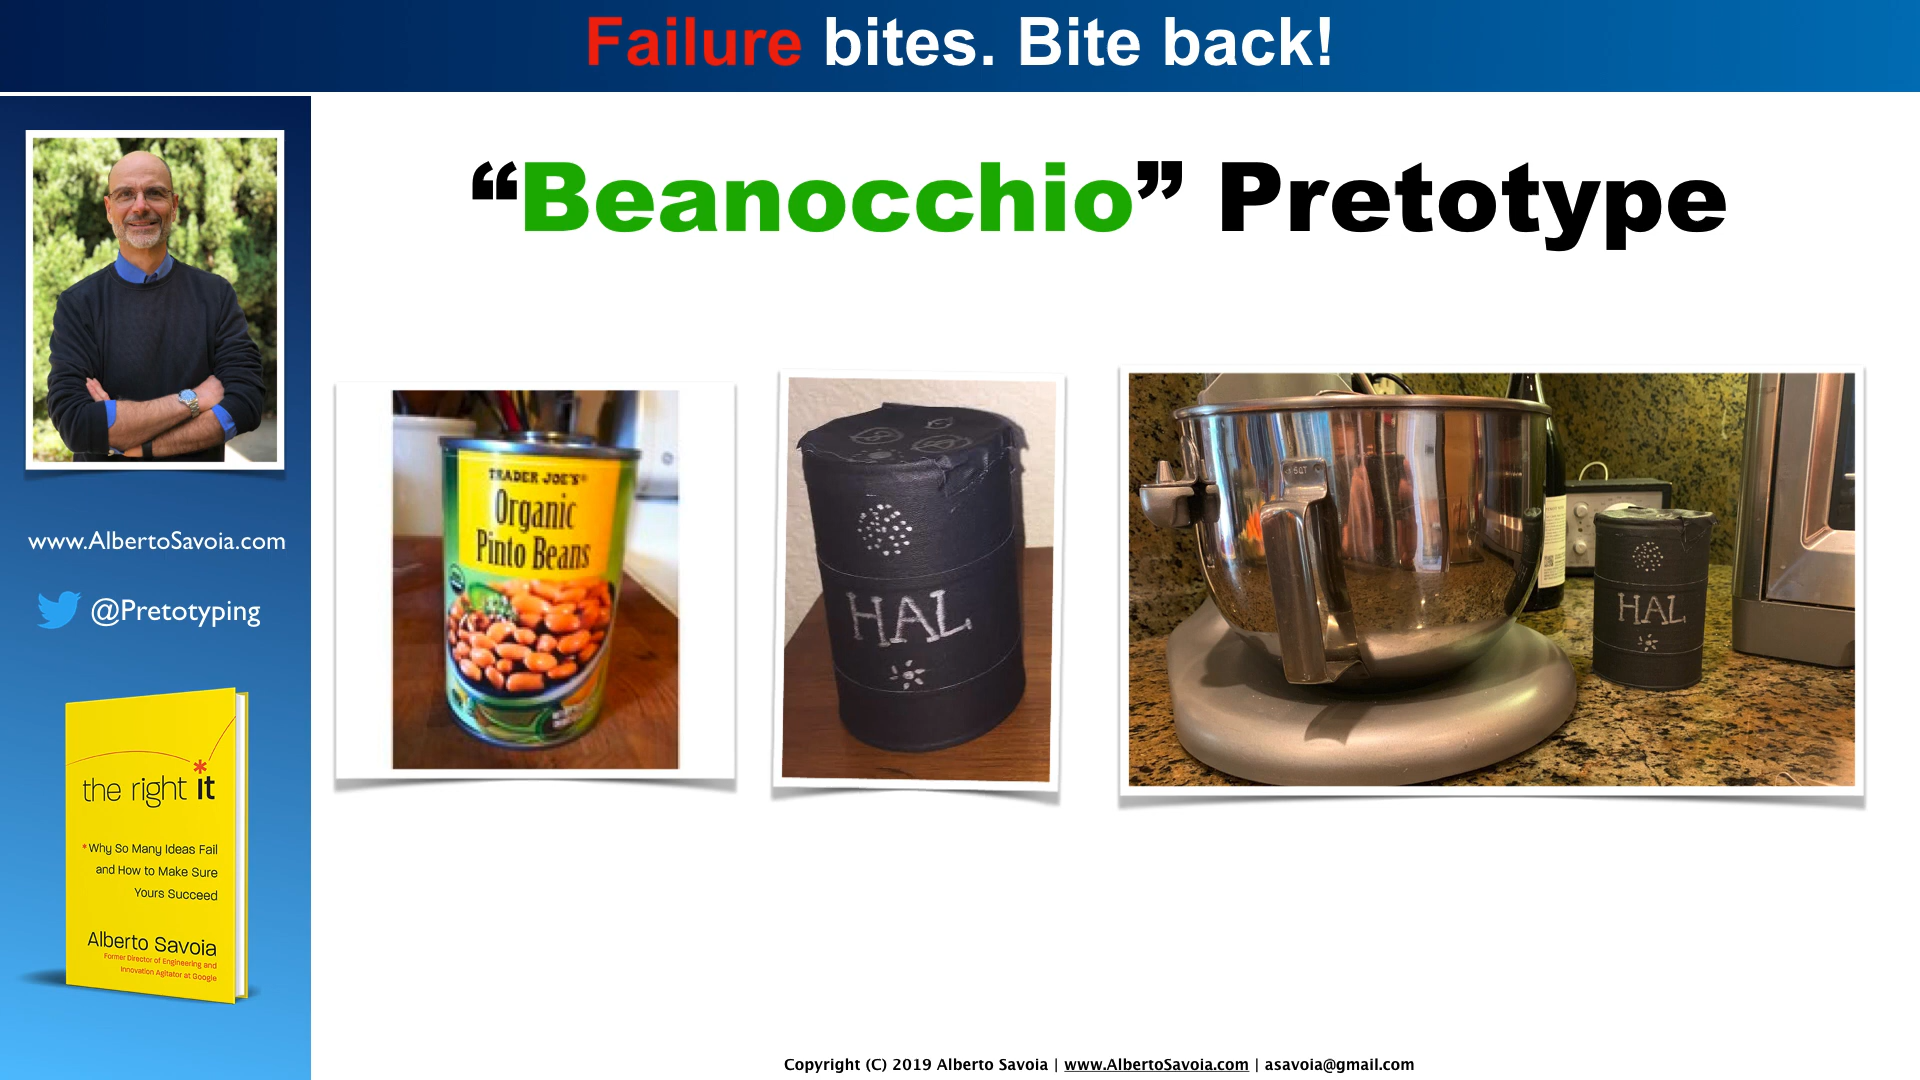 Failure bites. Bite back!
“Beanocchio” Pretotype
www.AlbertoSavoia.com
@Pretotyping
the right *it
*Why So Many Ideas Fail
and How to Make Sure
Yours Succeed
Alberto Savoia
Former Director of Engineering and
Innovation Agitator at Google
TRADER JOE'S
Organic
Pinto Beans
HAL
5QT
HAL
Copyright (C) 2019 Alberto Savoia | www.AlbertoSavoia.com | asavoia@gmail.com